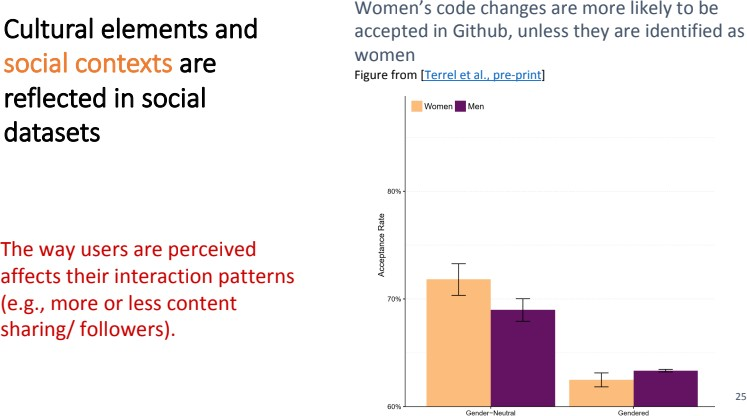 Cultural elements and
social contexts are
reflected in social
datasets
The way users are perceived
affects their interaction patterns
(e.g., more or less content
sharing/ followers).
Women's code changes are more likely to be
accepted in Github, unless they are identified as
women
Figure from [Terrel et al., pre-print]
Women Men
80%
70%
60%
Acceptance Rate
Gender−Neutral Gendered
25